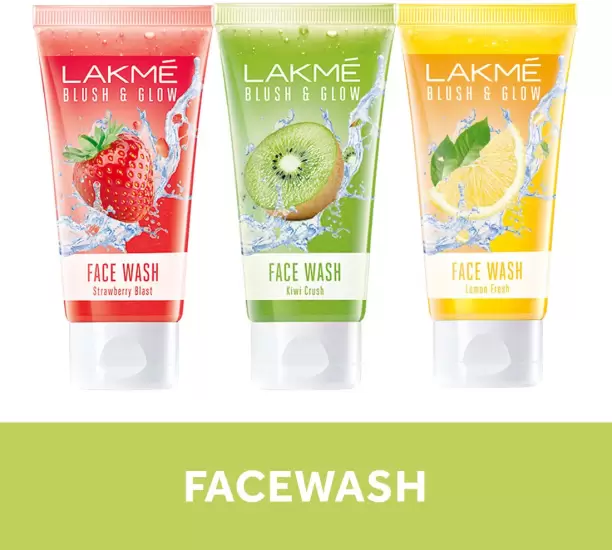 LAKMÉ
BLUSH & GLOW
FACE WASH
Strawberry Blast
LAKMÉ
BLUSH & GLOW
FACE WASH
Kiwi Crush
LAKMÉ
BLUSH & GLOW
FACE WASH
Lemon Fresh
FACEWASH